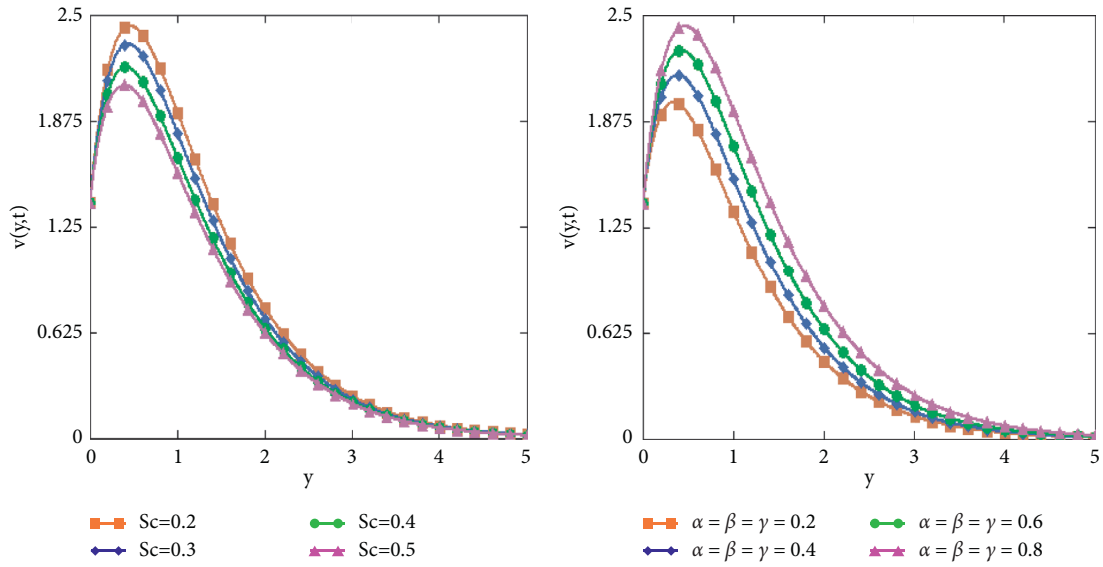 2.5
1.875
1.25
0.625
0
v(y,t)
0 1 2 3 4 5
y
Sc=0.2
Sc=0.3
Sc=0.4
Sc=0.5
2.5
1.875
1.25
0.625
0
v(y,t)
0 1 2 3 4 5
y
α = β = γ = 0.2
α = β = γ = 0.4
α = β = γ = 0.6
α = β = γ = 0.8